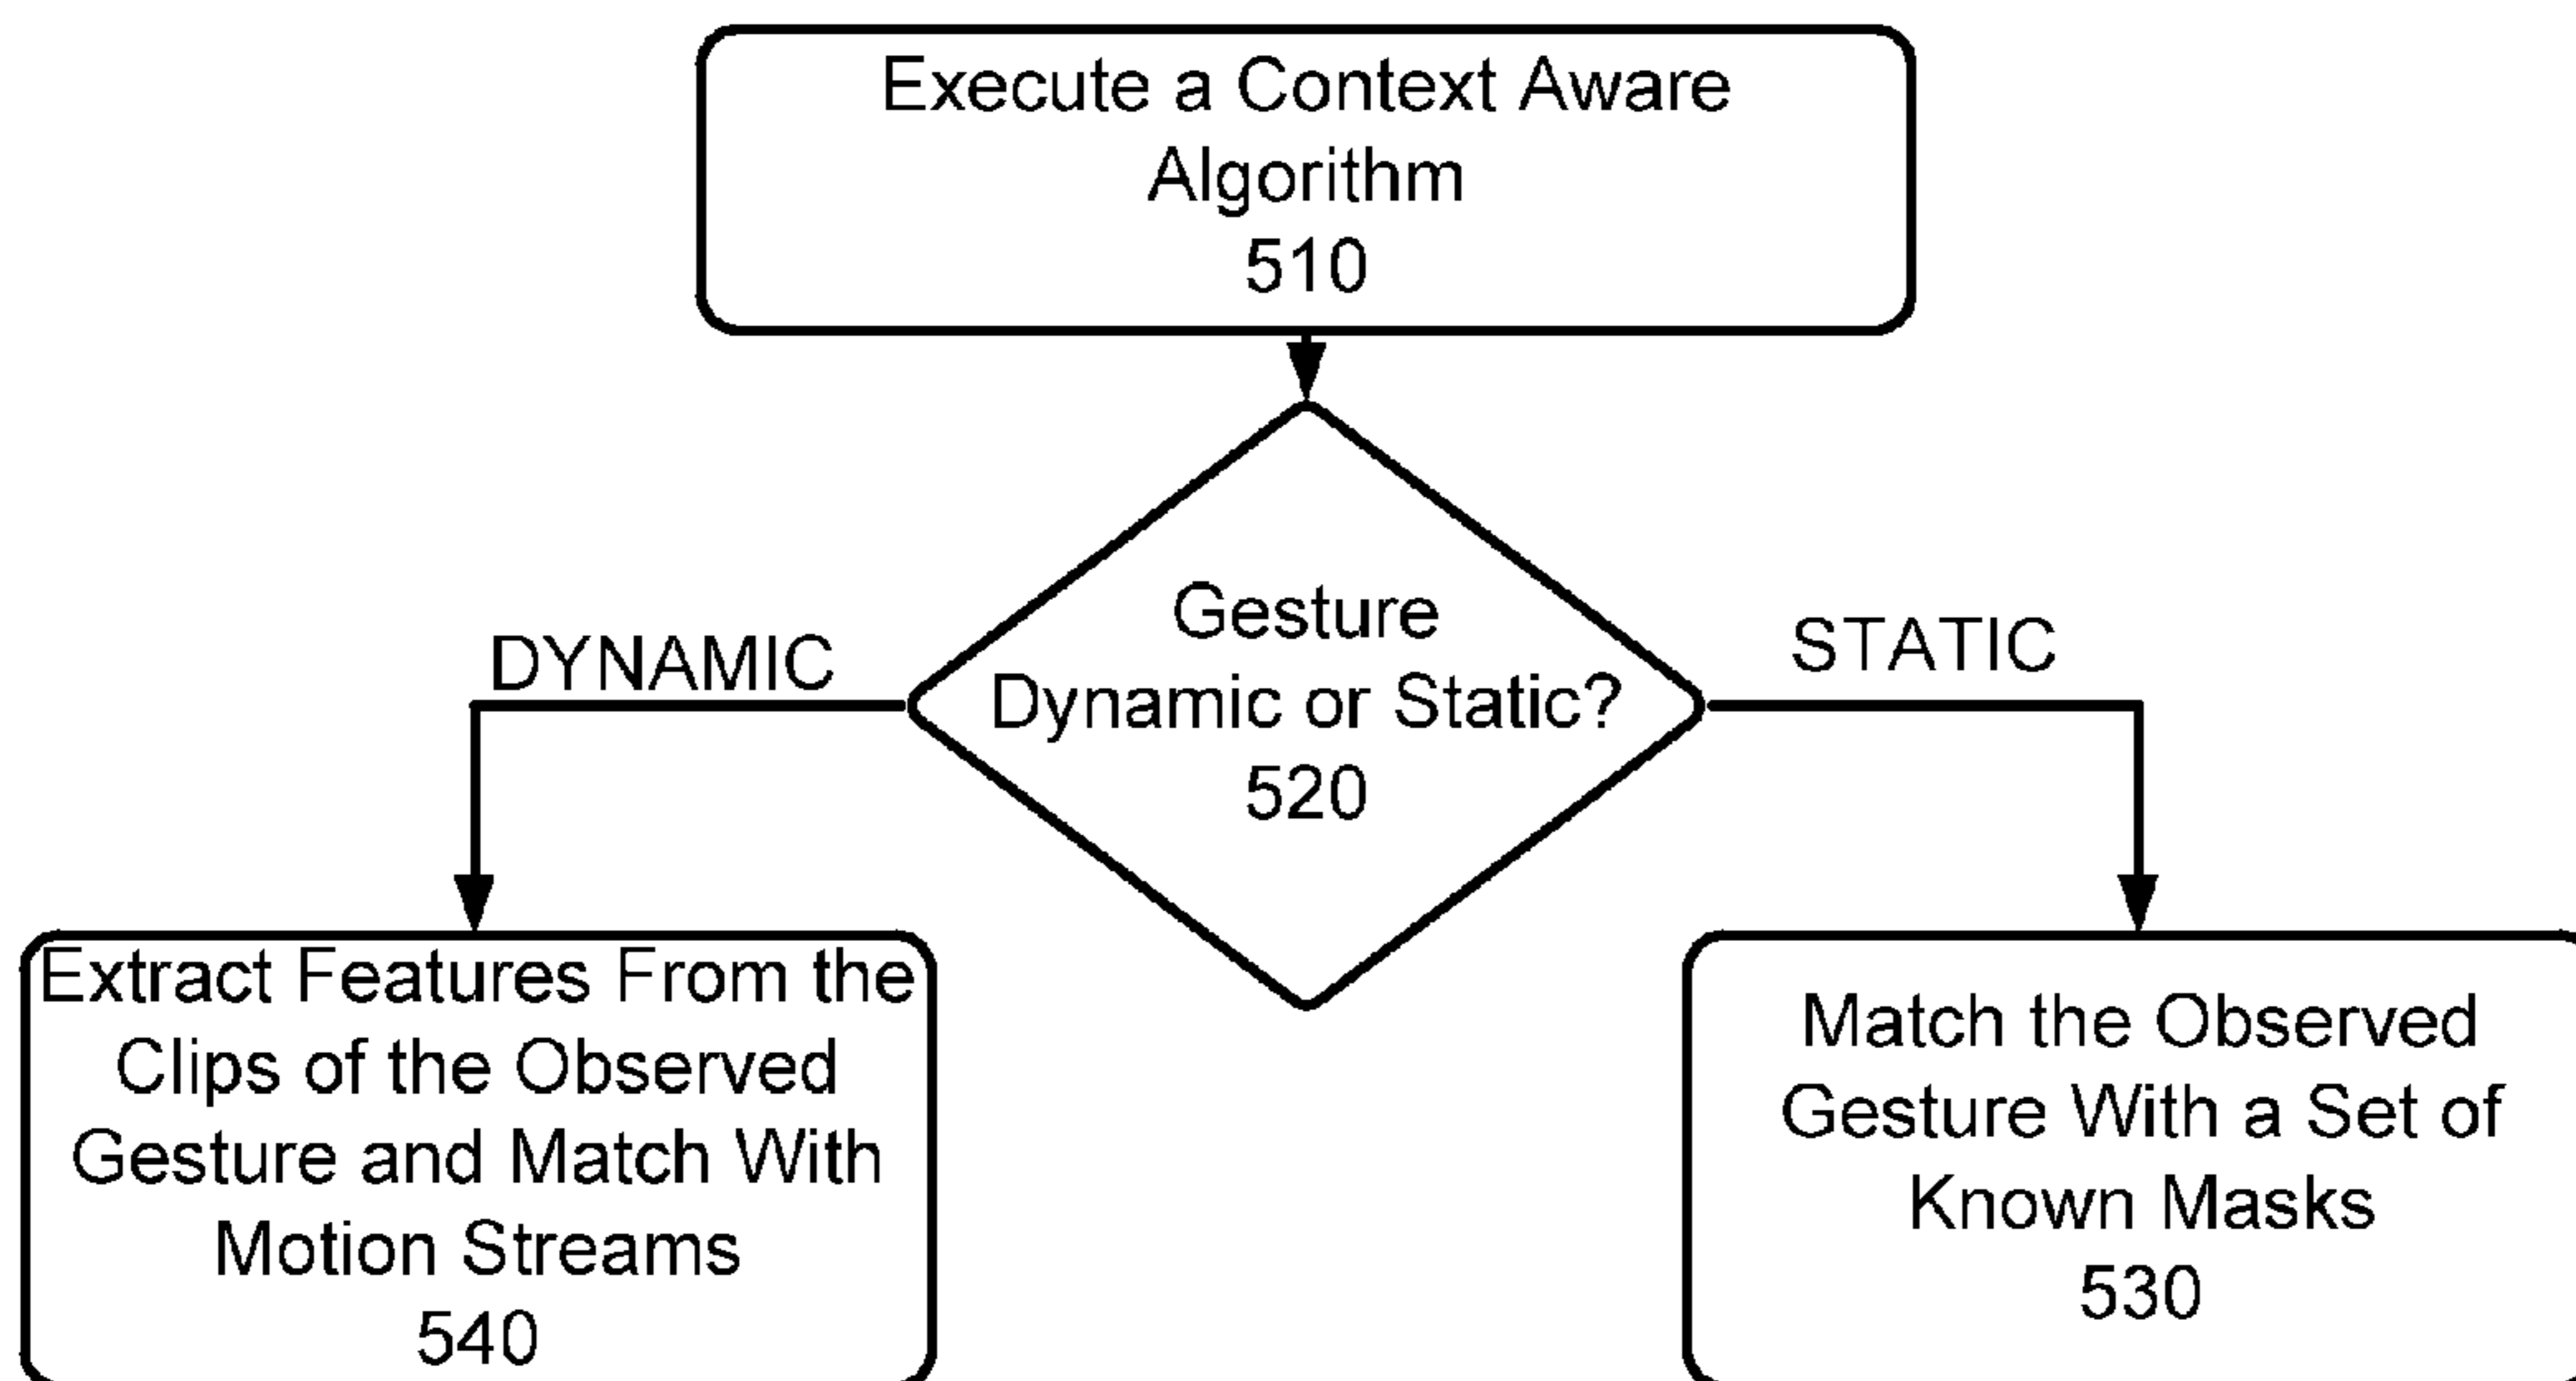 Execute a Context Aware
Algorithm
510
Gesture
Dynamic or Static?
520
DYNAMIC
STATIC
Extract Features From the
Clips of the Observed
Gesture and Match With
Motion Streams
540
Match the Observed
Gesture With a Set of
Known Masks
530